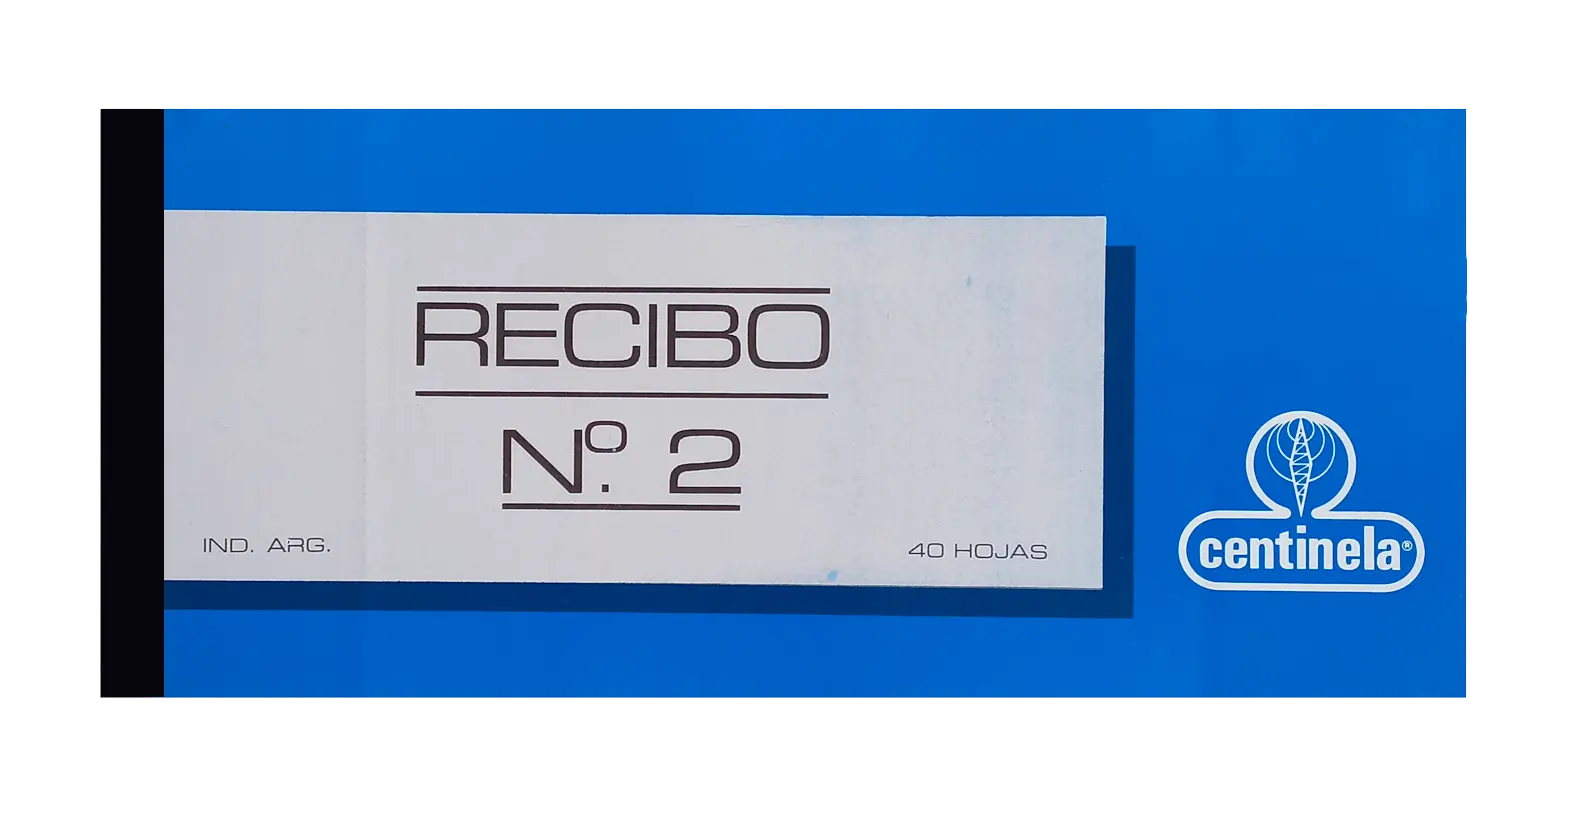 RECIBO
Nº. 2
IND. ARG.
40 HOJAS
centinela®